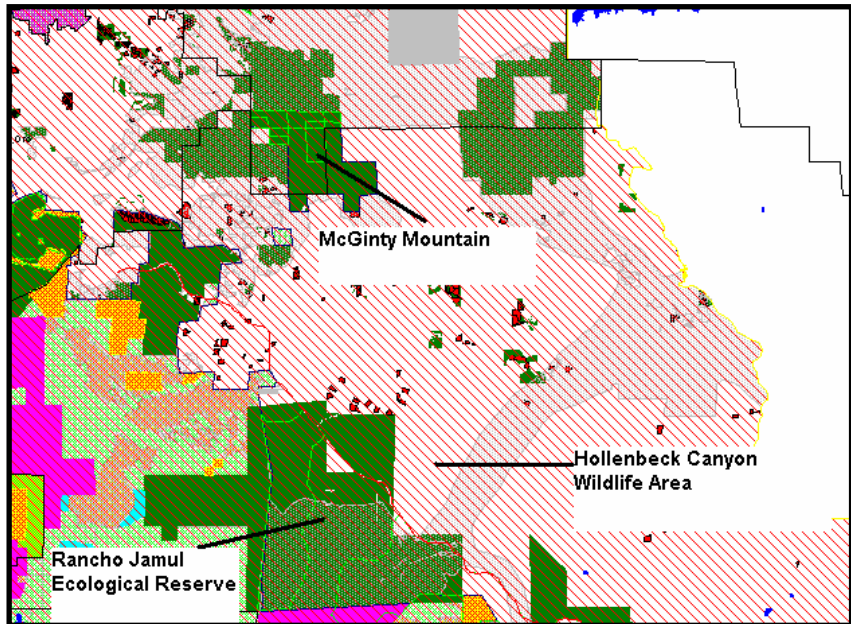 McGinty Mountain
Hollenbeck Canyon
Wildlife Area
Rancho Jamul
Ecological Reserve